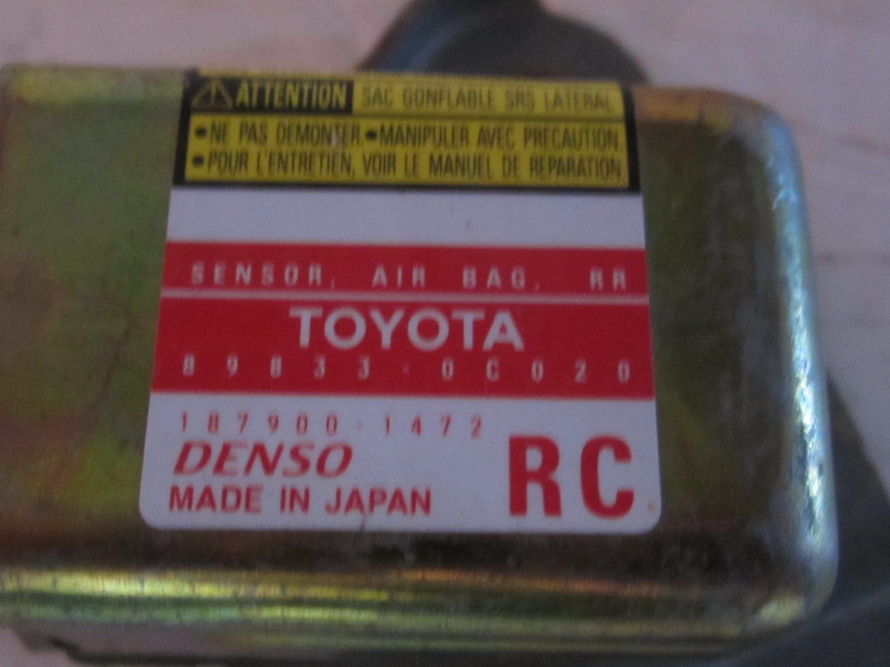 ATTENTION SAC GONFLABLE SRS LATERAL
•NE PAS DEMONTER •MANIPULER AVEC PRECAUTION.
•POUR L'ENTRETIEN, VOIR LE MANUEL DE REPARATION.
SENSOR, AIR BAG, RR
TOYOTA
89833-0C020
187900-1472
DENSO
MADE IN JAPAN
RC